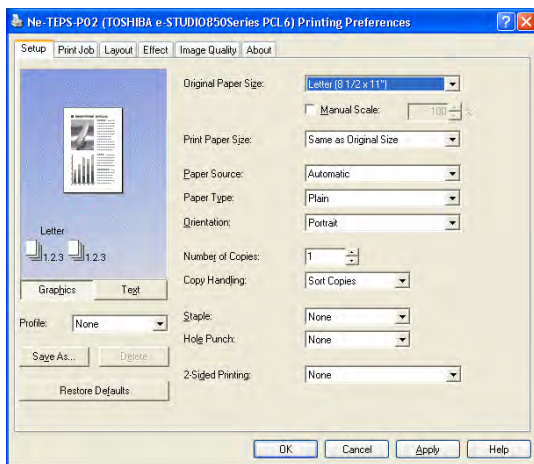 Ne-TEPS-P02 (TOSHIBA e-STUDIO850Series PCL6) Printing Preferences
Setup Print Job Layout Effect Image Quality About
Original Paper Size: Letter (8 1/2 x 11")
Manual Scale: 100 %
Print Paper Size: Same as Original Size
Paper Source: Automatic
Paper Type: Plain
Orientation: Portrait
Letter
1.2.3 1.2.3
Number of Copies: 1
Copy Handling: Sort Copies
Graphics Text
Staple: None
Profile: None
Hole Punch: None
Save As... Delete
2-Sided Printing: None
Restore Defaults
OK Cancel Apply Help